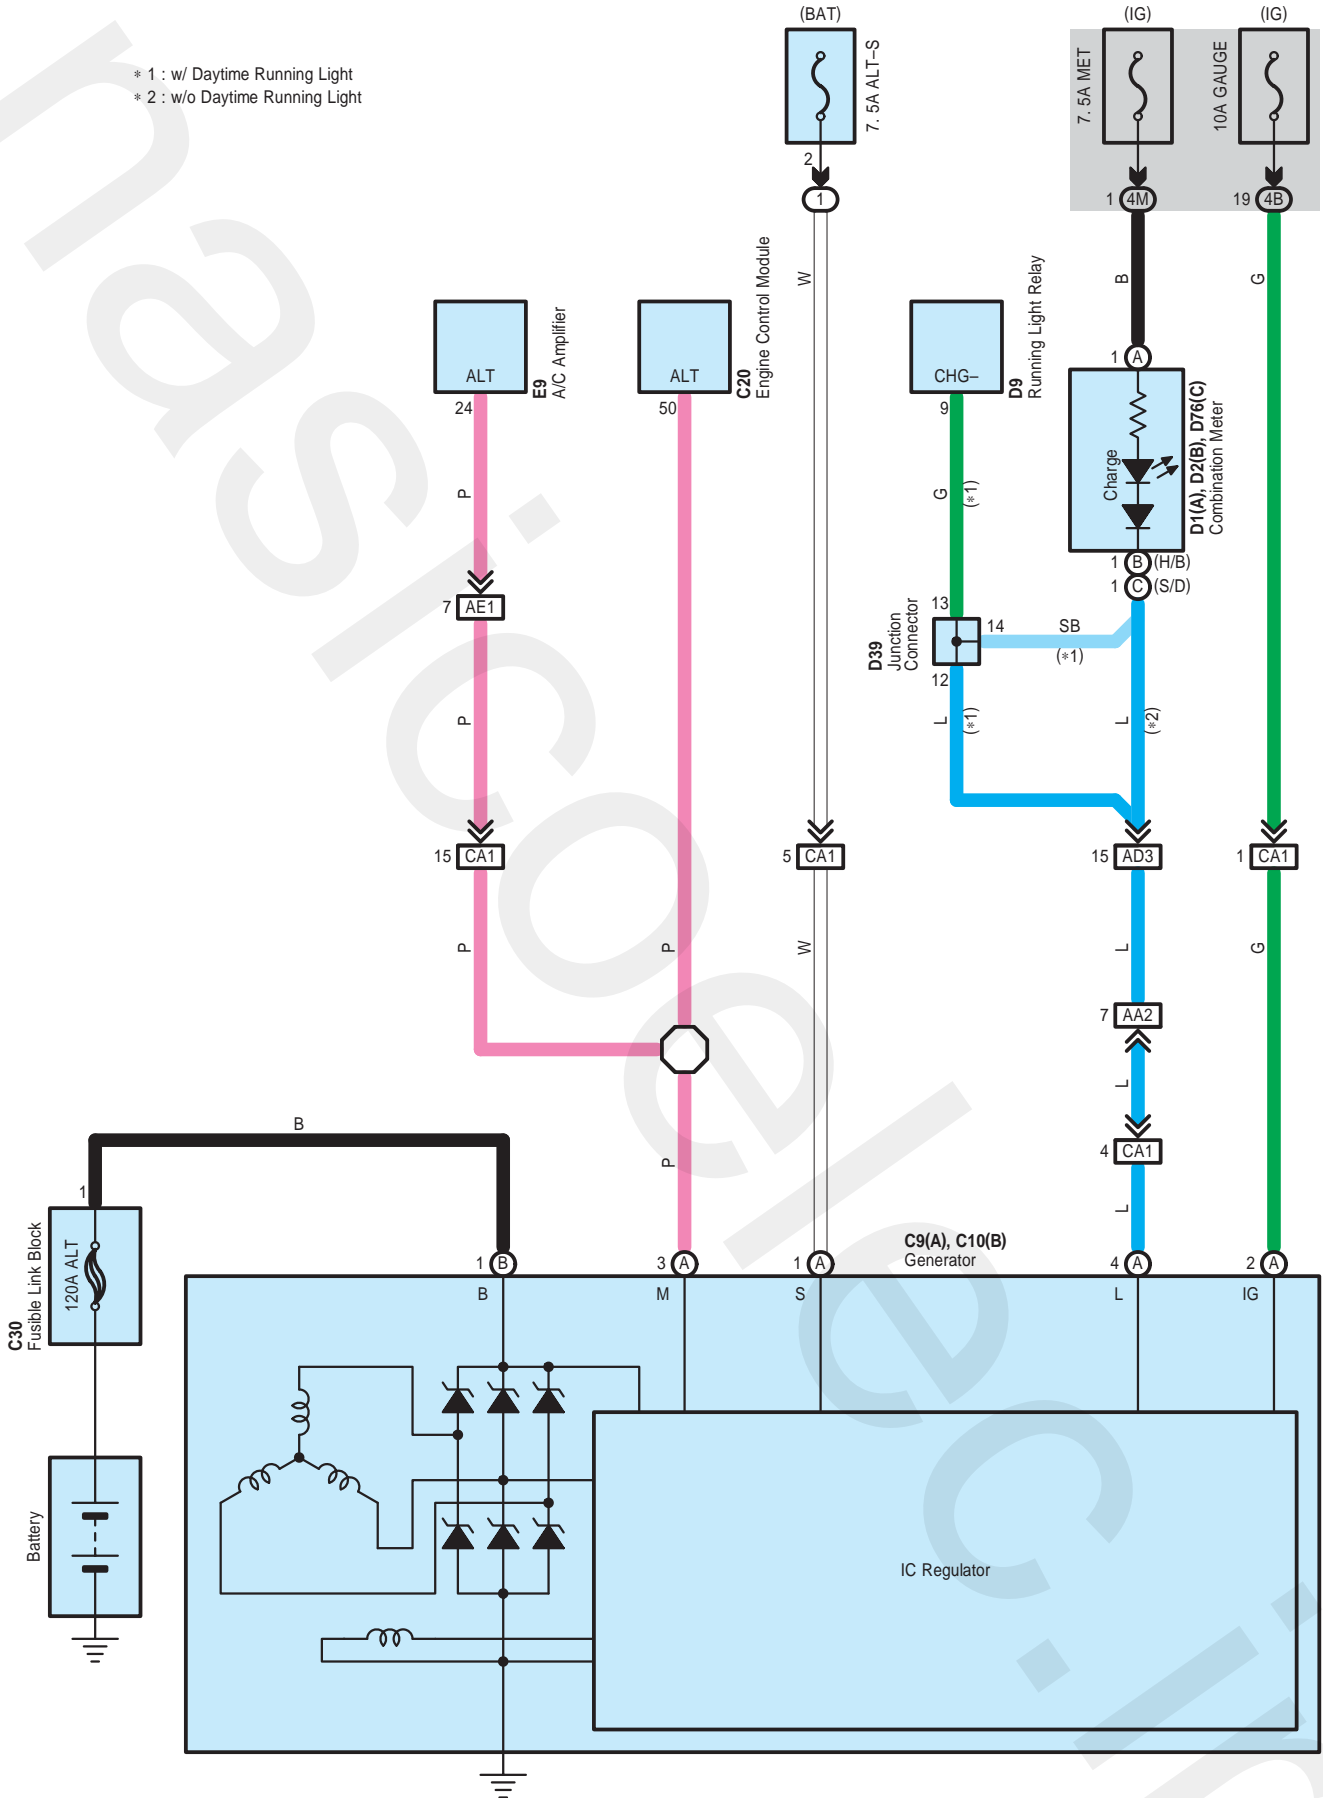 (BAT)
(IG)
(IG)
∗ 1 : w/ Daytime Running Light
∗ 2 : w/o Daytime Running Light
7. 5A ALT–S
7. 5A MET
10A GAUGE
2
1
1 4M
19 4B
W
B
G
ALT
24
E9
A/C Amplifier
ALT
50
C20
Engine Control Module
CHG–
9
D9
Running Light Relay
1 A
Charge
D1(A), D2(B), D76(C)
Combination Meter
P
G
(∗1)
1 B (H/B)
1 C (S/D)
7 AE1
13
14
SB
(∗1)
D39
Junction
Connector
12
P
L
(∗1)
L
(∗2)
15 CA1
5 CA1
15 AD3
1 CA1
P
P
W
L
G
7 AA2
L
B
P
4 CA1
L
1
C30
Fusible Link Block
120A ALT
C9(A), C10(B)
Generator
1 B
3 A
1 A
4 A
2 A
B
M
S
L
IG
Battery
IC Regulator
nasicoelec.ir